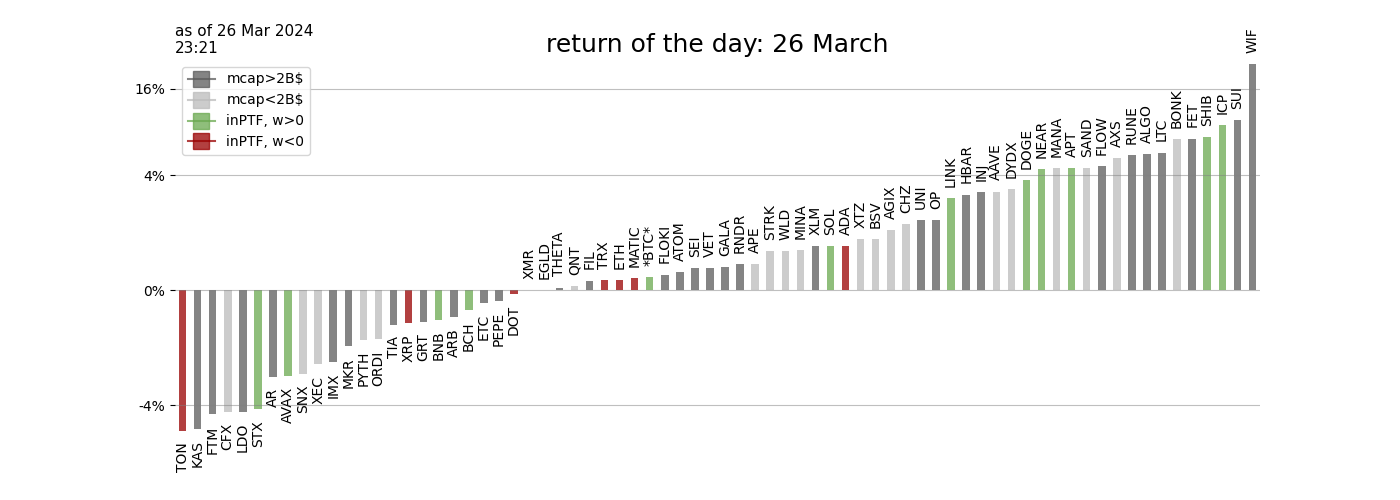 as of 26 Mar 2024
23:21
return of the day: 26 March
mcap>2B$
mcap<2B$
inPTF, w>0
inPTF, w<0
16%
4%
0%
-4%
TON
KAS
FTM
CFX
LDO
STX
AR
AVAX
SNX
XEC
IMX
MKR
PYTH
ORDI
TIA
XRP
GRT
BNB
ARB
BCH
ETC
PEPE
DOT
XMR
EGLD
THETA
QNT
FIL
TRX
ETH
MATIC
*BTC*
FLOKI
ATOM
SEI
VET
GALA
RNDR
APE
STRK
WLD
MINA
XLM
SOL
ADA
XTZ
BSV
AGIX
CHZ
UNI
OP
LINK
HBAR
INJ
AAVE
DYDX
DOGE
NEAR
MANA
APT
SAND
FLOW
AXS
RUNE
ALGO
LTC
BONK
FET
SHIB
ICP
SUI
WIF